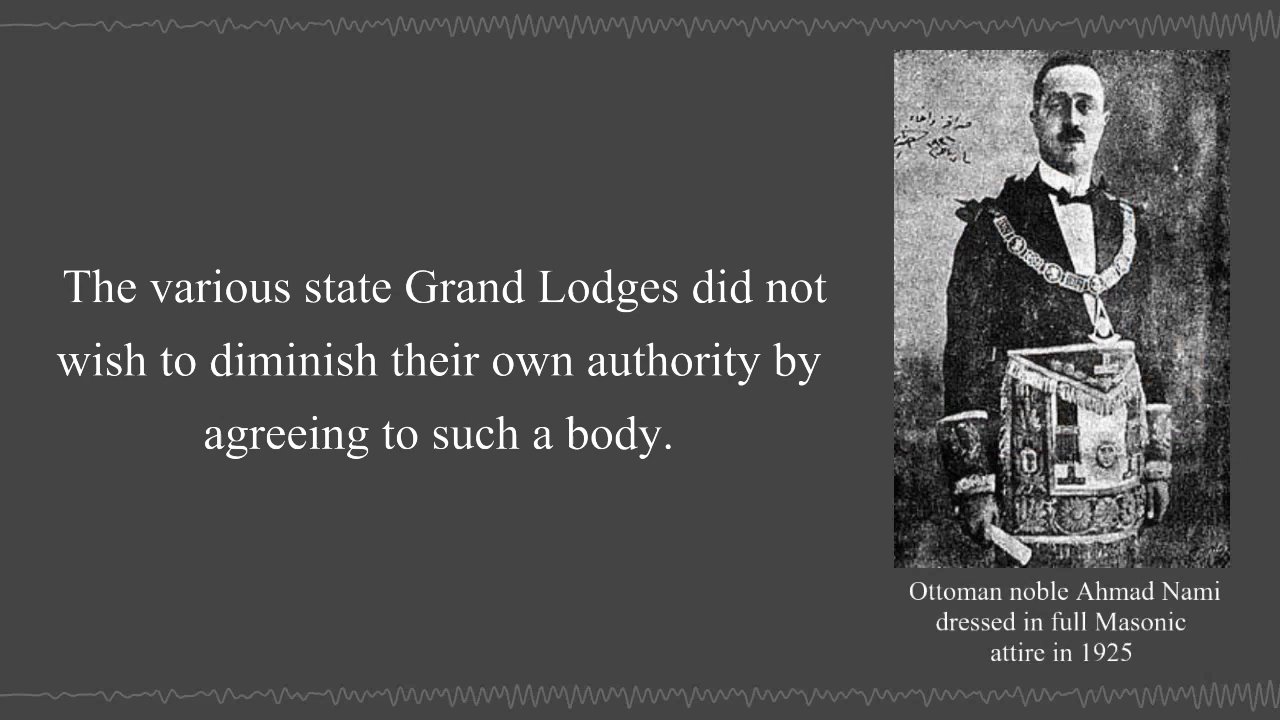 The various state Grand Lodges did not
wish to diminish their own authority by
agreeing to such a body.
Ottoman noble Ahmad Nami
dressed in full Masonic
attire in 1925